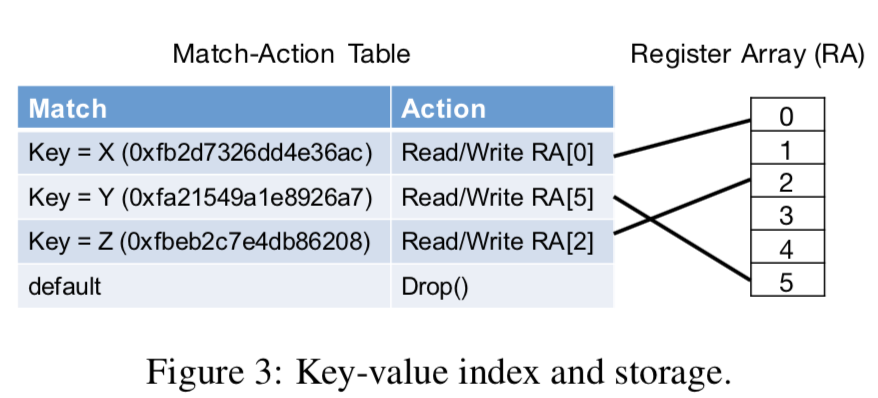 Match-Action Table
Register Array (RA)
Match Action
Key = X (0xfb2d7326dd4e36ac) Read/Write RA[0]
Key = Y (0xfa21549a1e8926a7) Read/Write RA[5]
Key = Z (0xfbeb2c7e4db86208) Read/Write RA[2]
default Drop()
0
1
2
3
4
5
Figure 3: Key-value index and storage.